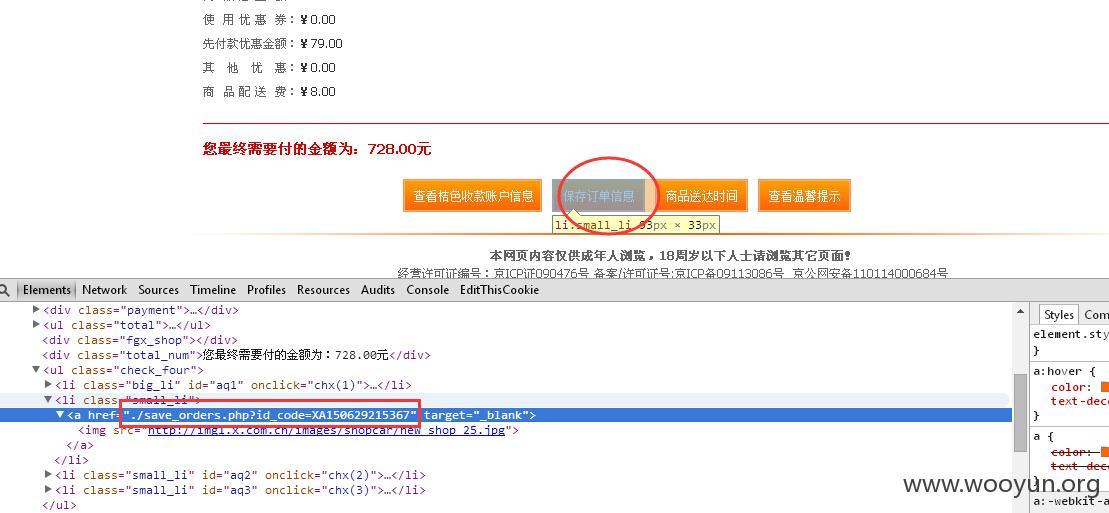 使 用 优 惠 券：￥0.00
先付款优惠金额：￥79.00
其 他 优 惠：￥0.00
商 品 配 送 费：￥8.00
您最终需要付的金额为：728.00元
查看桔色收款账户信息 保存订单信息 商品送达时间 查看温馨提示
li.small_li 93px × 33px
本网页内容仅供成年人浏览，18周岁以下人士请浏览其它页面！
经营许可证编号：京ICP证090476号 备案/许可证号:京ICP备09113086号 京公网安备110114000684号
Elements Network Sources Timeline Profiles Resources Audits Console EditThisCookie
<div class="payment">…</div>
<ul class="total">…</ul>
<div class="fgx_shop"></div>
<div class="total_num">您最终需要付的金额为：728.00元</div>
<ul class="check_four">
<li class="big_li" id="aq1" onclick="chx(1)">…</li>
<li class="small_li">
<a href="./save_orders.php?id_code=XA150629215367" target="_blank">
<img src="http://img1.x.com.cn/images/shopcar/new_shop_25.jpg">
</a>
</li>
<li class="small_li" id="aq2" onclick="chx(2)">…</li>
<li class="small_li" id="aq3" onclick="chx(3)">…</li>
</ul>
Styles Com
element.sty
}
a:hover {
color:
text-deco
}
a {
color:
text-deco
}
a:-webkit-a
www.wooyun.org